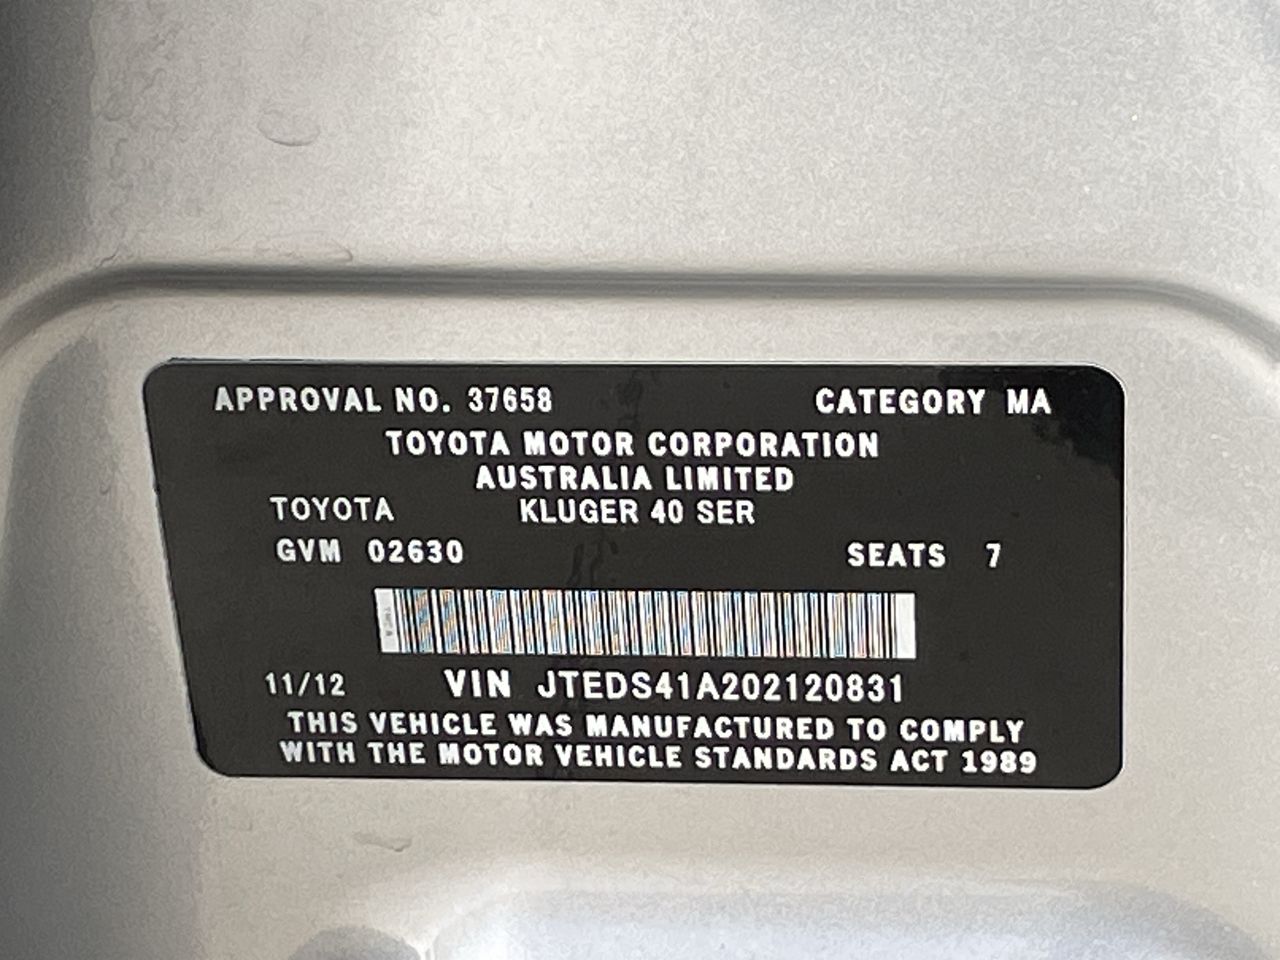 APPROVAL NO. 37658 CATEGORY MA
TOYOTA MOTOR CORPORATION
AUSTRALIA LIMITED
TOYOTA KLUGER 40 SER
GVM 02630 SEATS 7
11/12 VIN JTEDS41A202120831
THIS VEHICLE WAS MANUFACTURED TO COMPLY
WITH THE MOTOR VEHICLE STANDARDS ACT 1989